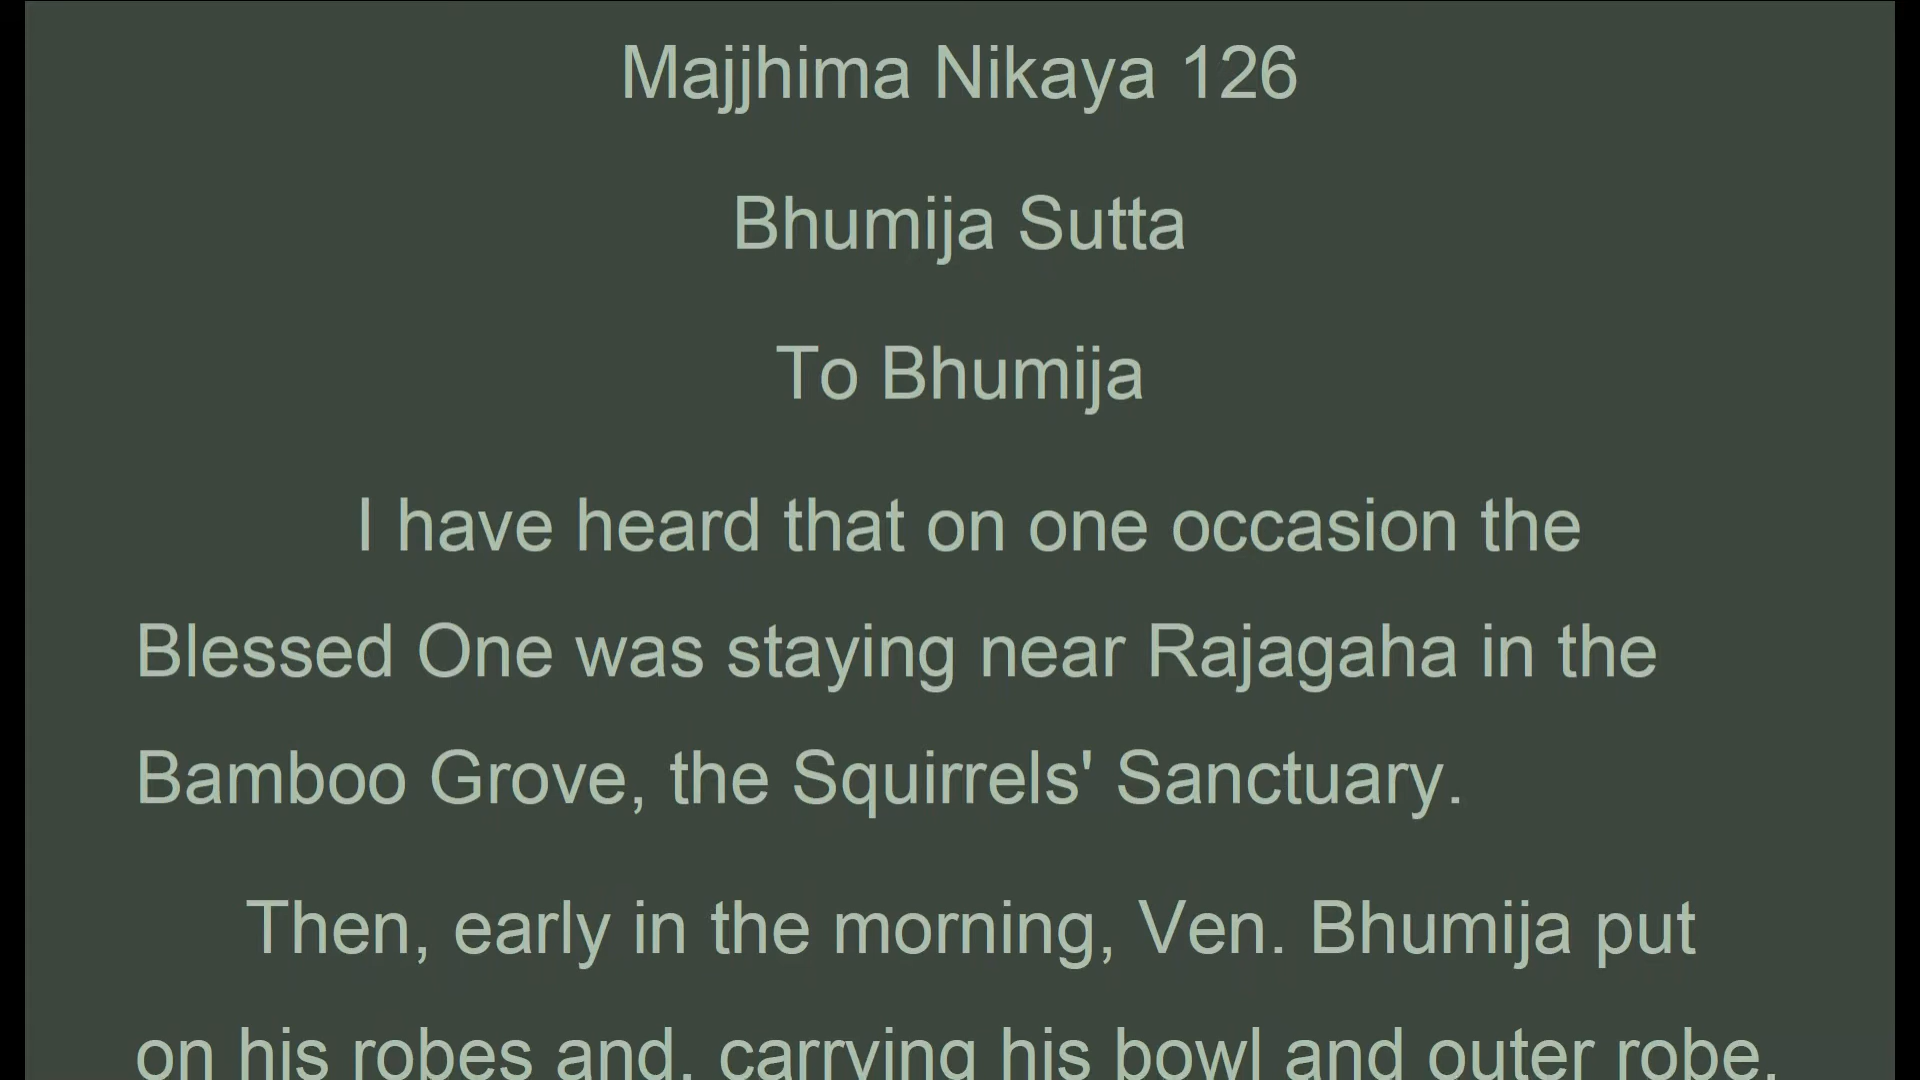 Majjhima Nikaya 126
Bhumija Sutta
To Bhumija
I have heard that on one occasion the
Blessed One was staying near Rajagaha in the
Bamboo Grove, the Squirrels' Sanctuary.
Then, early in the morning, Ven. Bhumija put
on his robes and, carrying his bowl and outer robe,